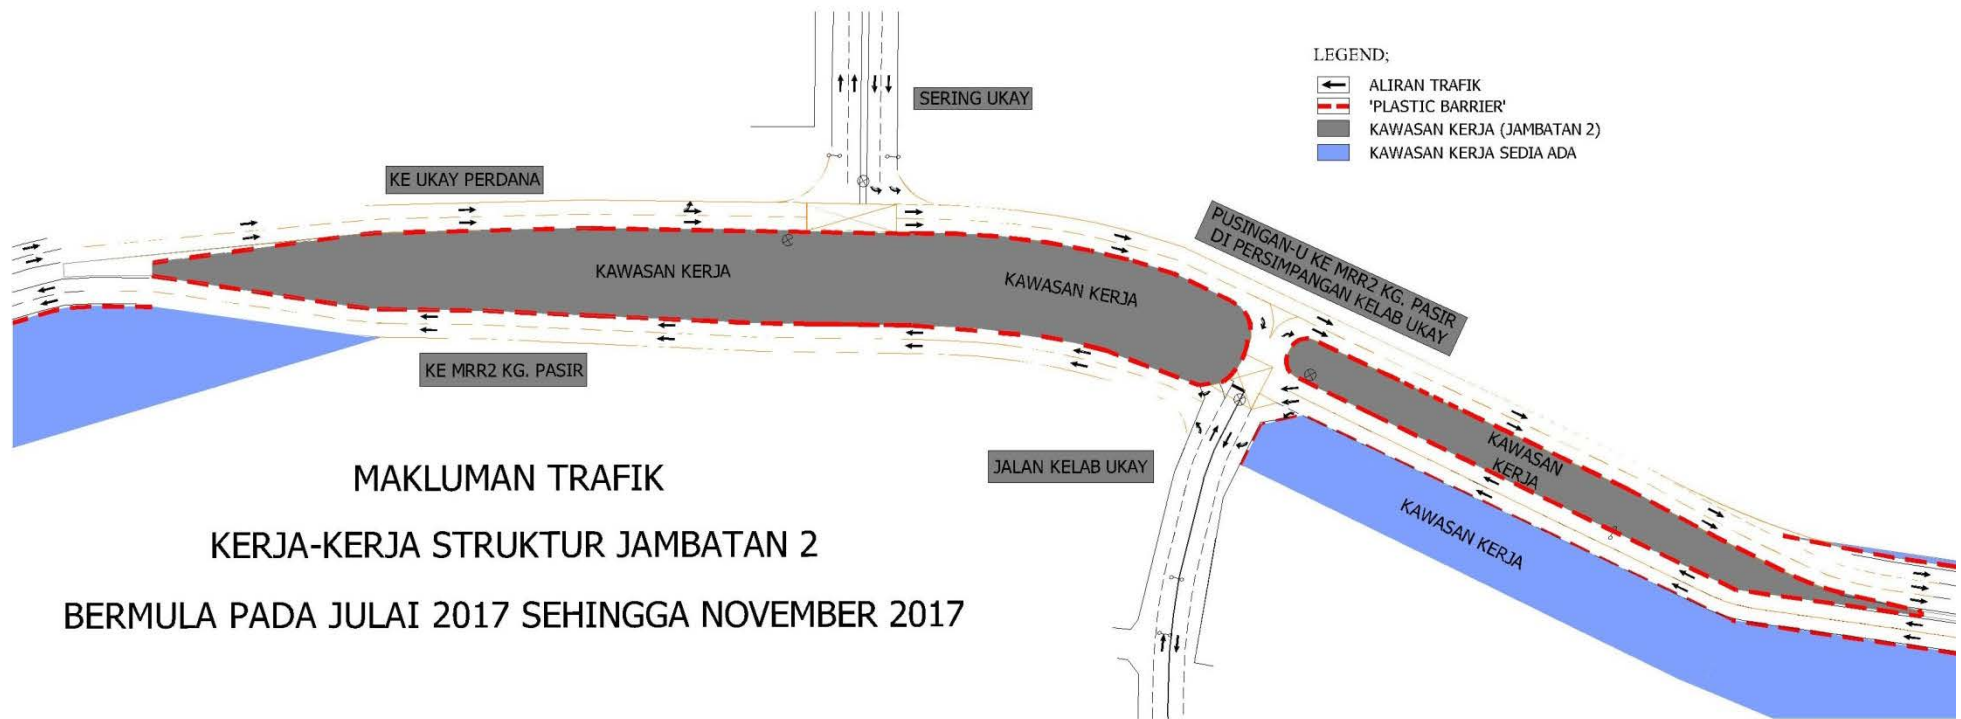 LEGEND;
ALIRAN TRAFIK
'PLASTIC BARRIER'
KAWASAN KERJA (JAMBATAN 2)
KAWASAN KERJA SEDIA ADA
SERING UKAY
KE UKAY PERDANA
PUSINGAN-U KE MRR2 KG. PASIR
DI PERSIMPANGAN KELAB UKAY
KAWASAN KERJA
KAWASAN KERJA
KE MRR2 KG. PASIR
JALAN KELAB UKAY
KAWASAN
KERJA
KAWASAN KERJA
MAKLUMAN TRAFIK
KERJA-KERJA STRUKTUR JAMBATAN 2
BERMULA PADA JULAI 2017 SEHINGGA NOVEMBER 2017